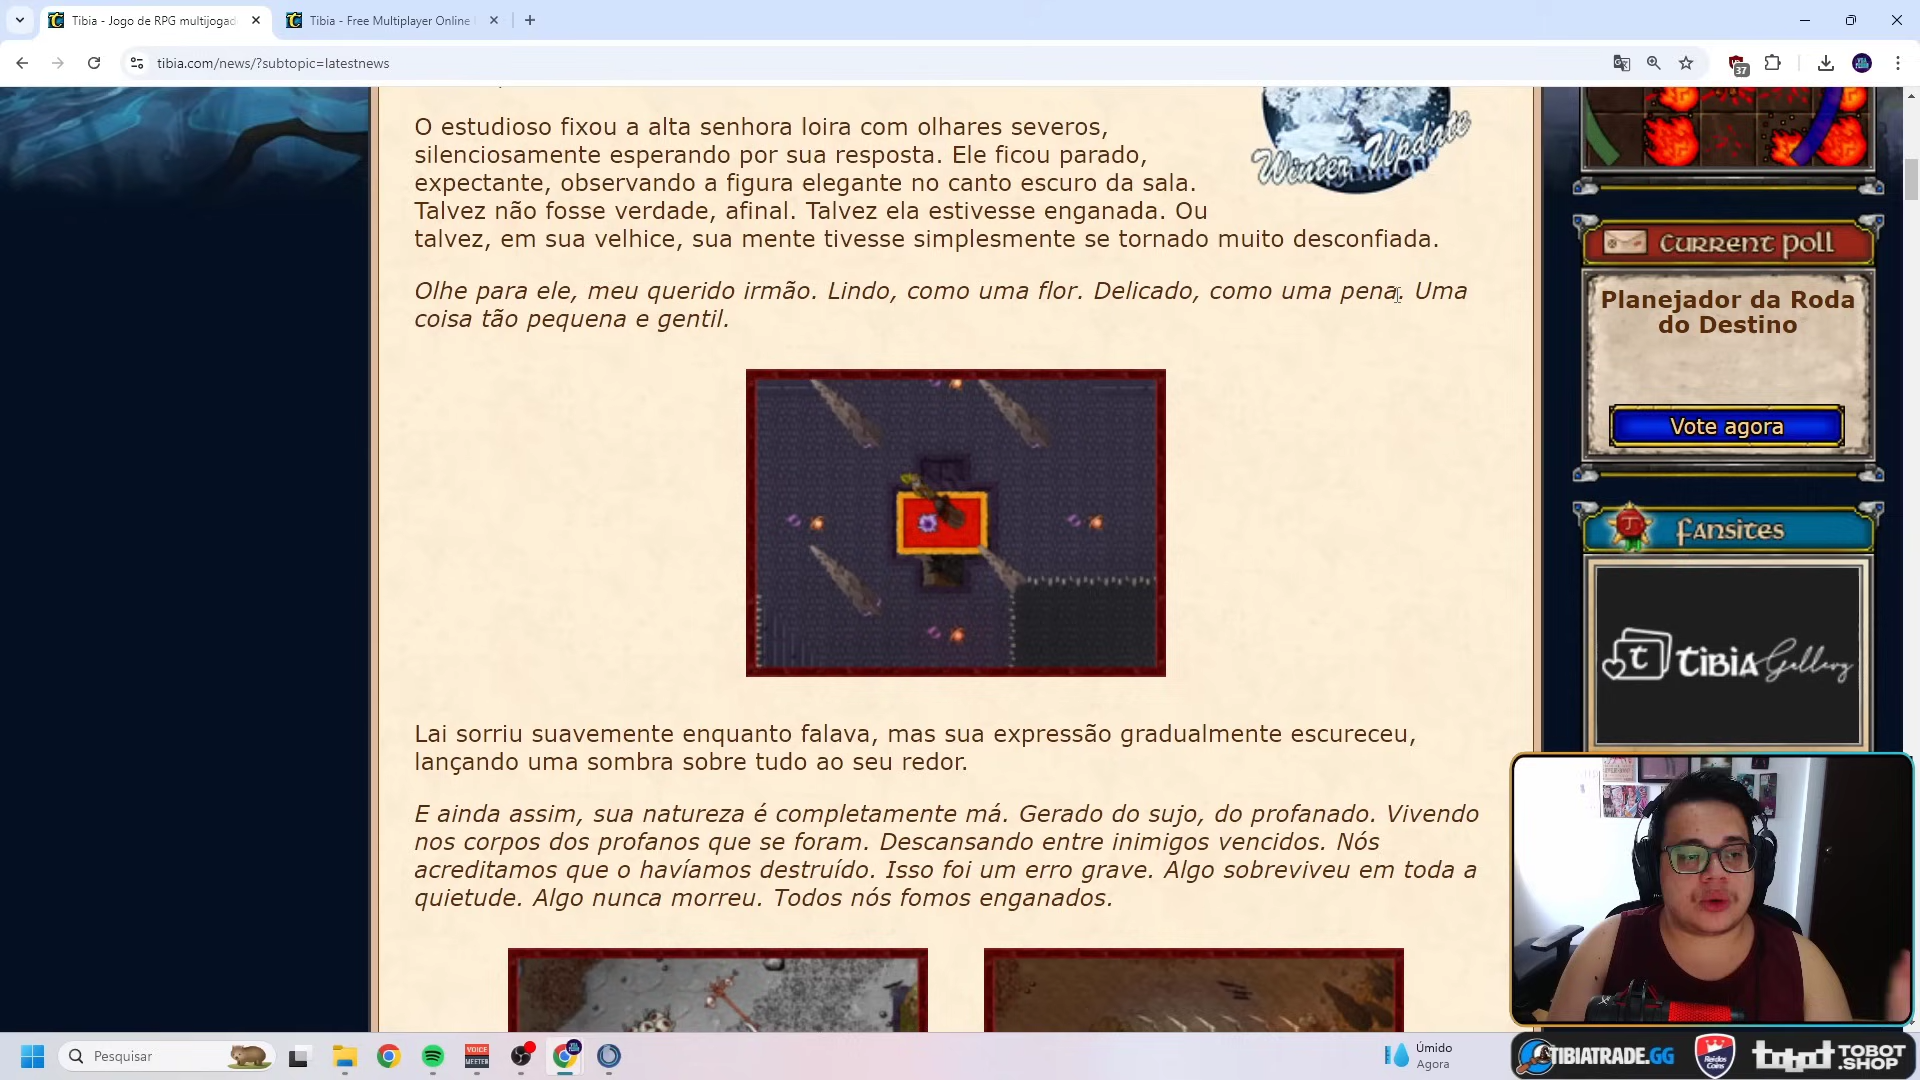 Tibia - Jogo de RPG multijogad
Tibia - Free Multiplayer Online
tibia.com/news/?subtopic=latestnews
37
O estudioso fixou a alta senhora loira com olhares severos,
silenciosamente esperando por sua resposta. Ele ficou parado,
expectante, observando a figura elegante no canto escuro da sala.
Talvez não fosse verdade, afinal. Talvez ela estivesse enganada. Ou
talvez, em sua velhice, sua mente tivesse simplesmente se tornado muito desconfiada.
Winter Update
Olhe para ele, meu querido irmão. Lindo, como uma flor. Delicado, como uma pena. Uma
coisa tão pequena e gentil.
Lai sorriu suavemente enquanto falava, mas sua expressão gradualmente escureceu,
lançando uma sombra sobre tudo ao seu redor.
E ainda assim, sua natureza é completamente má. Gerado do sujo, do profanado. Vivendo
nos corpos dos profanos que se foram. Descansando entre inimigos vencidos. Nós
acreditamos que o havíamos destruído. Isso foi um erro grave. Algo sobreviveu em toda a
quietude. Algo nunca morreu. Todos nós fomos enganados.
Current Poll
Planejador da Roda
do Destino
Vote agora
Fansites
Tibia Gallery
Pesquisar
VOICE
MEETER
Úmido
Agora
TIBIATRADE.GG
Rei dos
Coins
tobot
TOBOT
.SHOP